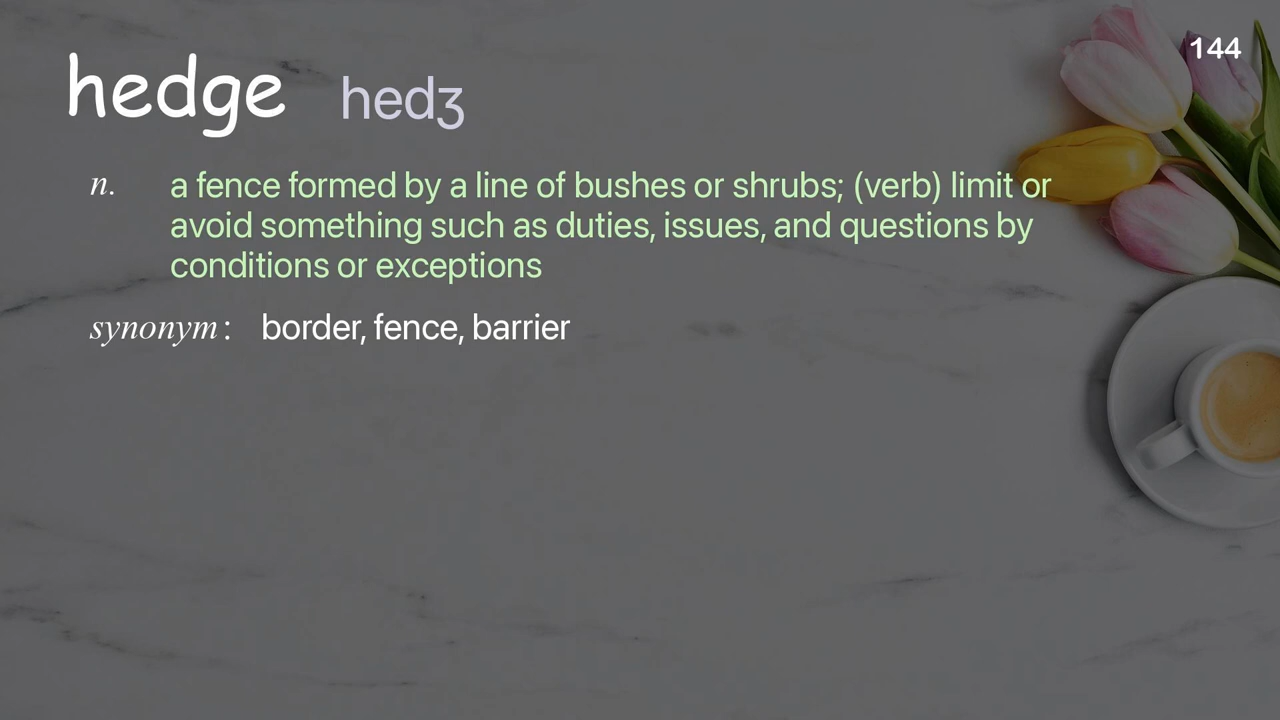 144
hedge hedʒ
n. a fence formed by a line of bushes or shrubs; (verb) limit or
avoid something such as duties, issues, and questions by
conditions or exceptions
synonym: border, fence, barrier